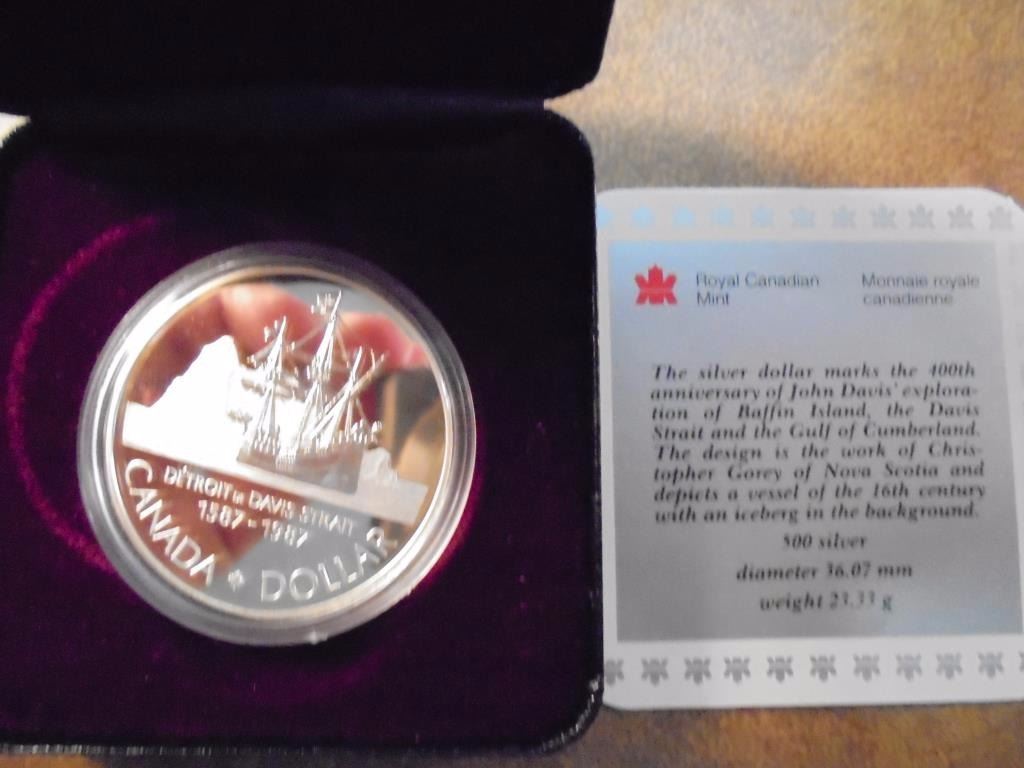 DÉTROIT de DAVIS STRAIT
1587-1987
CANADA DOLLAR
Royal Canadian Mint
Monnaie royale canadienne
The silver dollar marks the 400th
anniversary of John Davis' explora-
tion of Baffin Island, the Davis
Strait and the Gulf of Cumberland.
The design is the work of Chris-
topher Gorey of Nova Scotia and
depicts a vessel of the 16th century
with an iceberg in the background.
500 silver
diameter 36.07 mm
weight 23.33 g